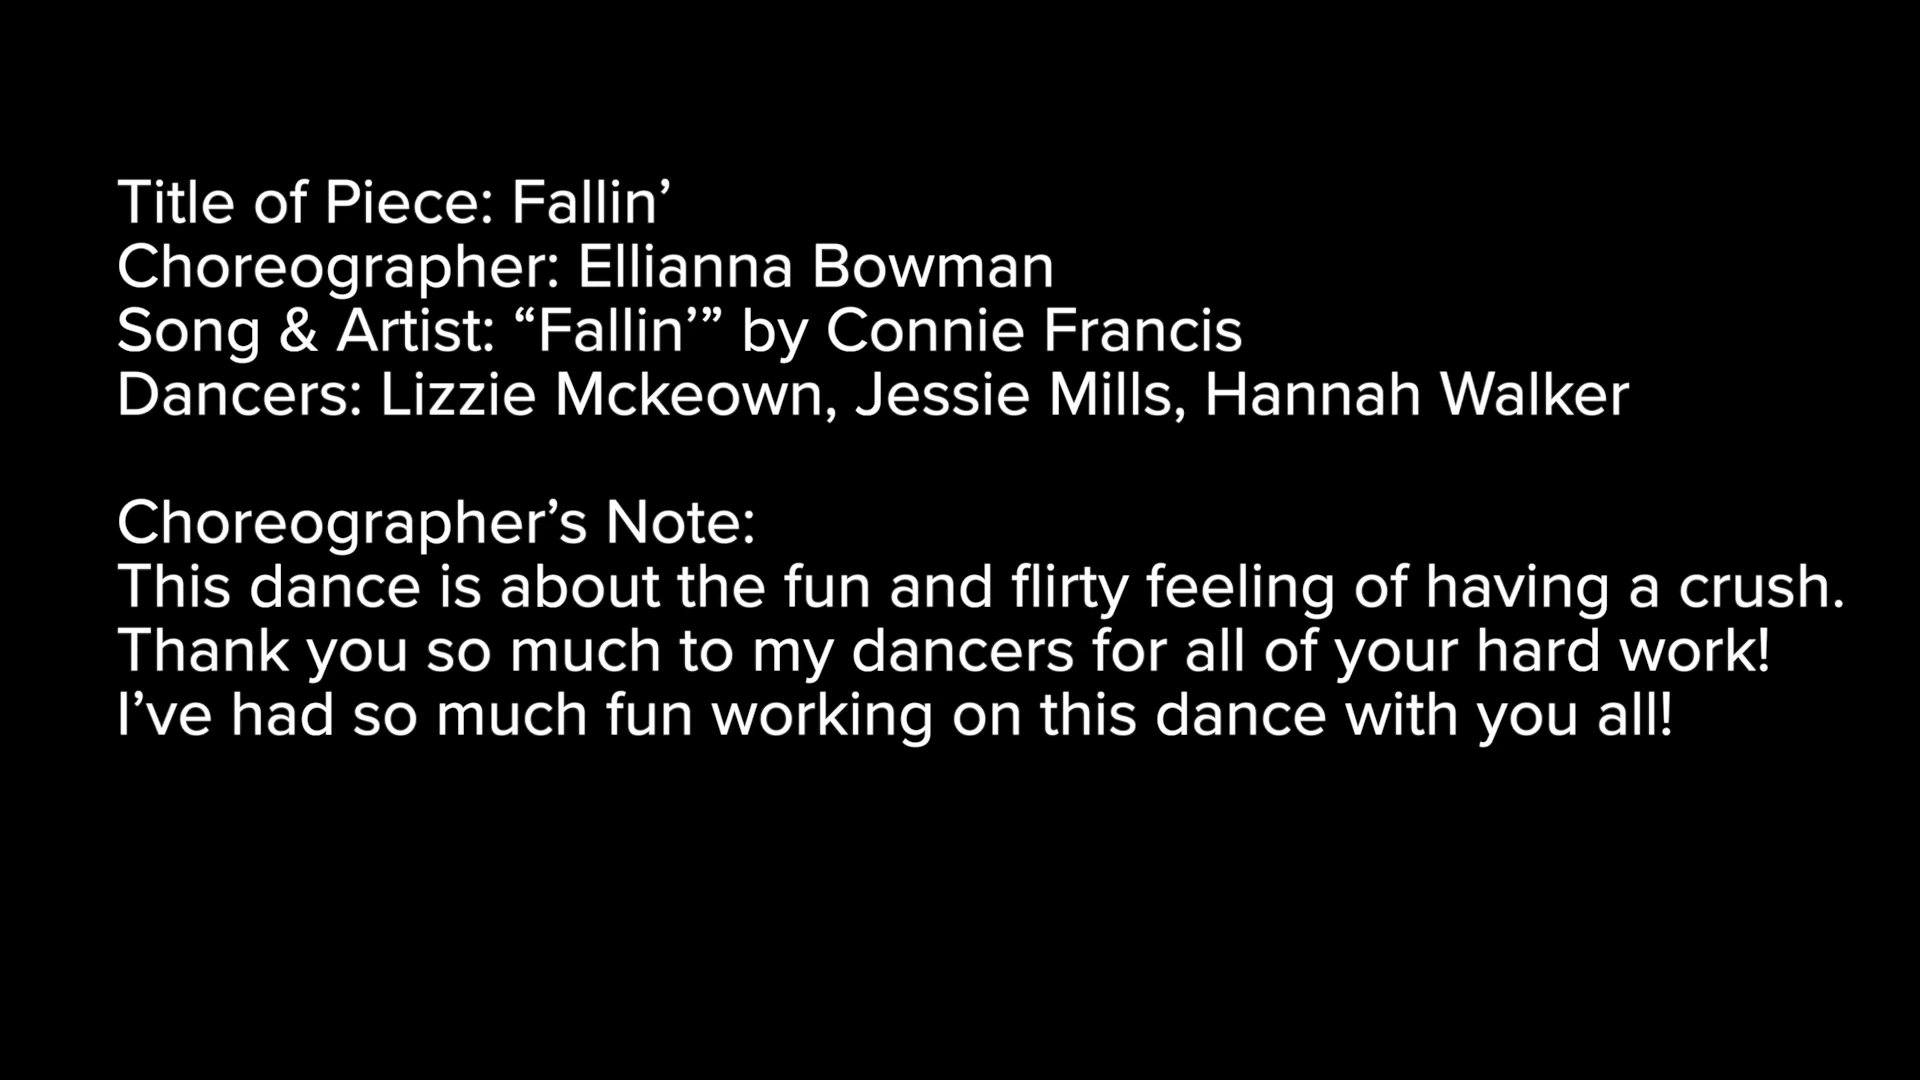 Title of Piece: Fallin’
Choreographer: Ellianna Bowman
Song & Artist: “Fallin’” by Connie Francis
Dancers: Lizzie Mckeown, Jessie Mills, Hannah Walker
Choreographer’s Note:
This dance is about the fun and flirty feeling of having a crush.
Thank you so much to my dancers for all of your hard work!
I’ve had so much fun working on this dance with you all!